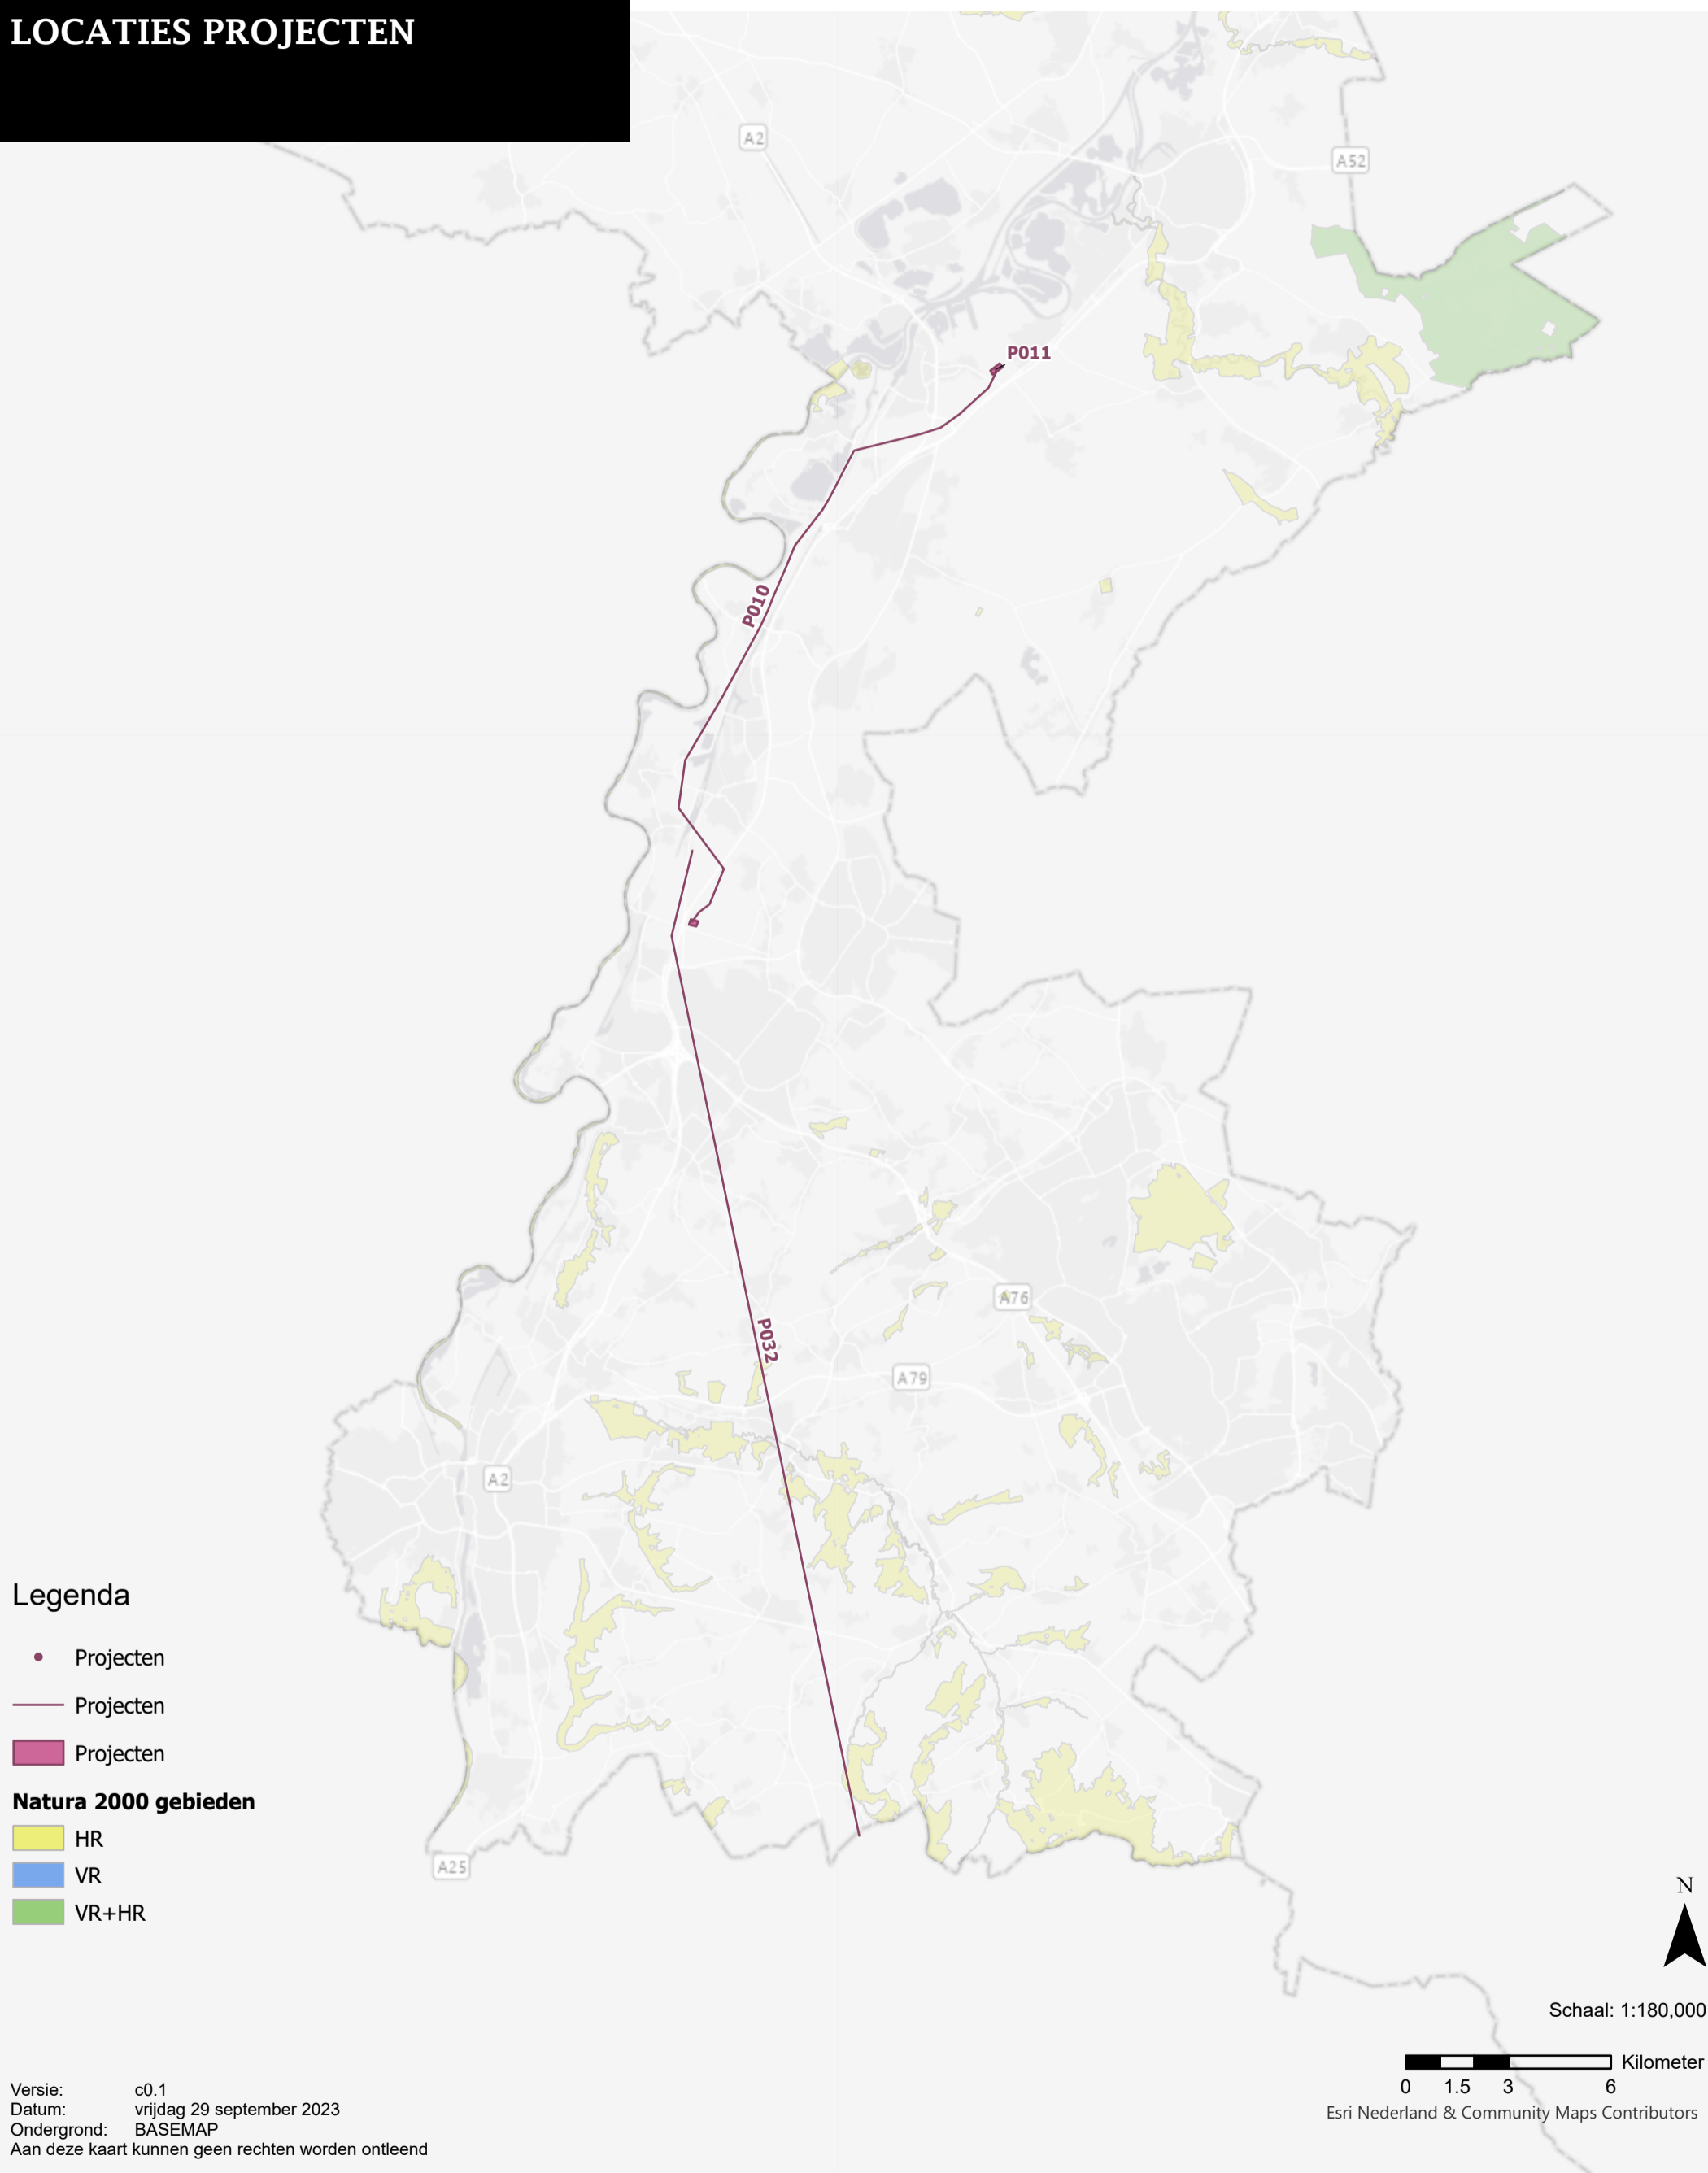 LOCATIES PROJECTEN
A2
A52
P011
P010
A76
P032
A79
A2
A25
Legenda
Projecten
Projecten
Projecten
Natura 2000 gebieden
HR
VR
VR+HR
N
Schaal: 1:180,000
Kilometer
0 1.5 3 6
Esri Nederland & Community Maps Contributors
Versie: c0.1
Datum: vrijdag 29 september 2023
Ondergrond: BASEMAP
Aan deze kaart kunnen geen rechten worden ontleend